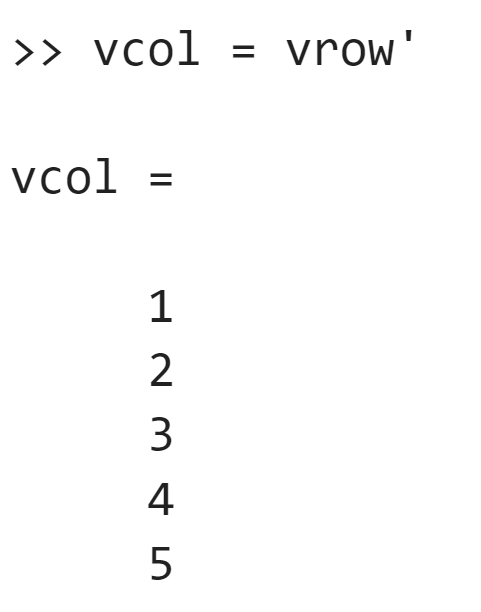 >> vcol = vrow'
vcol =
1
2
3
4
5